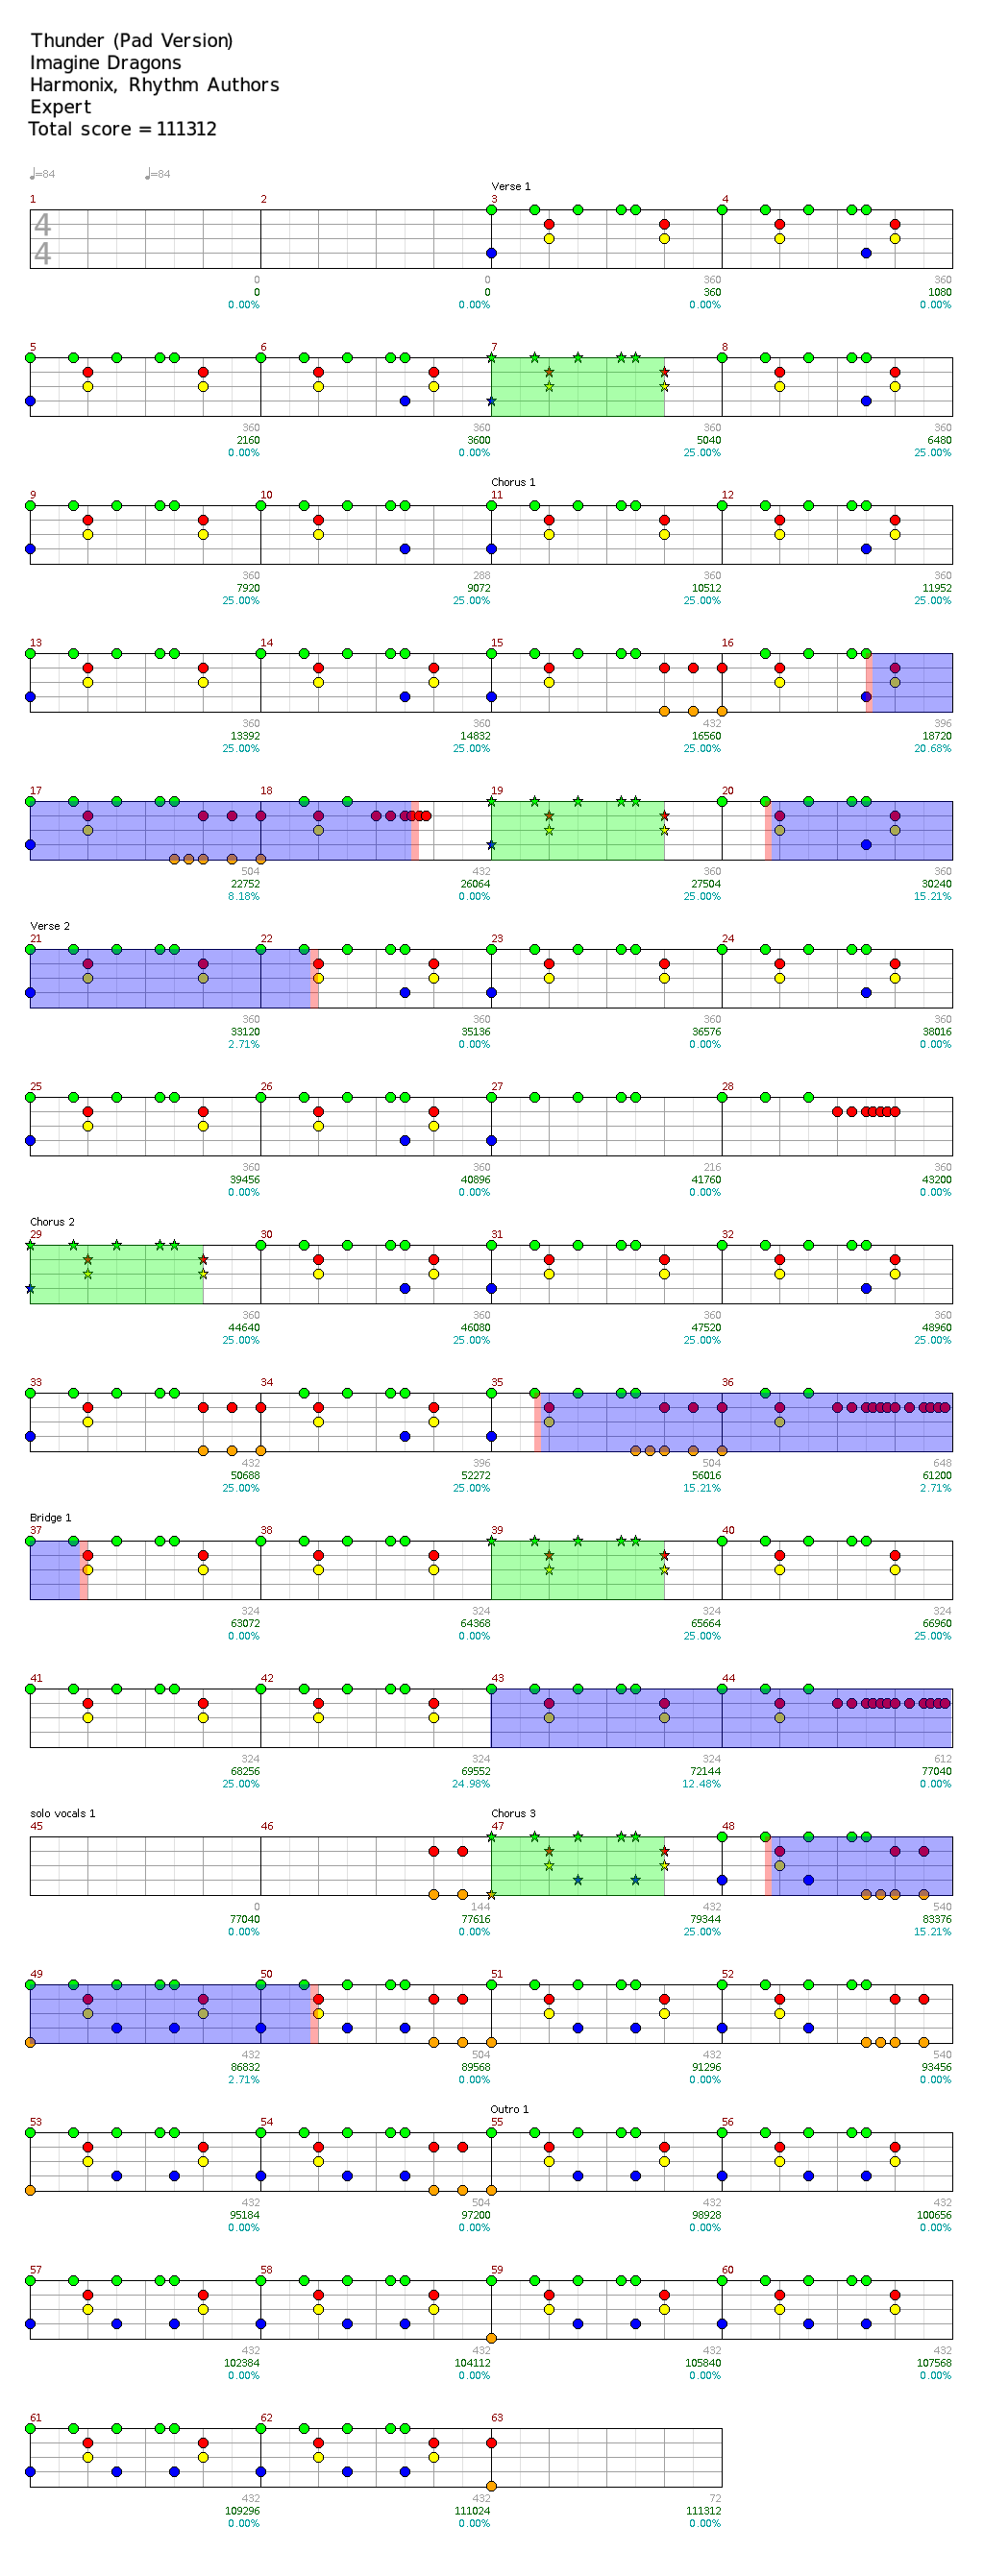 Thunder (Pad Version)
Imagine Dragons
Harmonix, Rhythm Authors
Expert
Total score = 111312
♩=84 ♩=84
Verse 1
1 2 3 4
4
4
0 0 360 360
0 0 360 1080
0.00% 0.00% 0.00% 0.00%
5 6 7 8
360 360 360 360
2160 3600 5040 6480
0.00% 0.00% 25.00% 25.00%
Chorus 1
9 10 11 12
360 288 360 360
7920 9072 10512 11952
25.00% 25.00% 25.00% 25.00%
13 14 15 16
360 360 432 396
13392 14832 16560 18720
25.00% 25.00% 25.00% 20.68%
17 18 19 20
504 432 360 360
22752 26064 27504 30240
8.18% 0.00% 25.00% 15.21%
Verse 2
21 22 23 24
360 360 360 360
33120 35136 36576 38016
2.71% 0.00% 0.00% 0.00%
25 26 27 28
360 360 216 360
39456 40896 41760 43200
0.00% 0.00% 0.00% 0.00%
Chorus 2
29 30 31 32
360 360 360 360
44640 46080 47520 48960
25.00% 25.00% 25.00% 25.00%
33 34 35 36
432 396 504 648
50688 52272 56016 61200
25.00% 25.00% 15.21% 2.71%
Bridge 1
37 38 39 40
324 324 324 324
63072 64368 65664 66960
0.00% 0.00% 25.00% 25.00%
41 42 43 44
324 324 324 612
68256 69552 72144 77040
25.00% 24.98% 12.48% 0.00%
solo vocals 1 Chorus 3
45 46 47 48
0 144 432 540
77040 77616 79344 83376
0.00% 0.00% 25.00% 15.21%
49 50 51 52
432 504 432 540
86832 89568 91296 93456
2.71% 0.00% 0.00% 0.00%
Outro 1
53 54 55 56
432 504 432 432
95184 97200 98928 100656
0.00% 0.00% 0.00% 0.00%
57 58 59 60
432 432 432 432
102384 104112 105840 107568
0.00% 0.00% 0.00% 0.00%
61 62 63
432 432 72
109296 111024 111312
0.00% 0.00% 0.00%